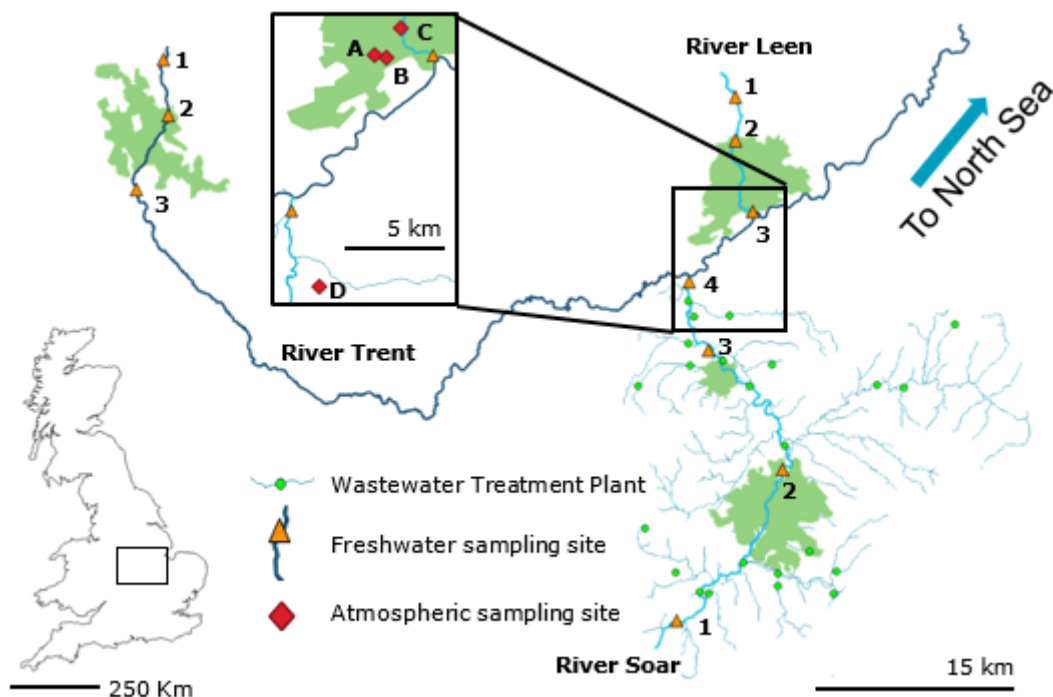 1
2
3
River Trent
A
B
C
D
5 km
River Leen
1
2
3
To North Sea
4
3
2
1
River Soar
Wastewater Treatment Plant
Freshwater sampling site
Atmospheric sampling site
250 Km
15 km